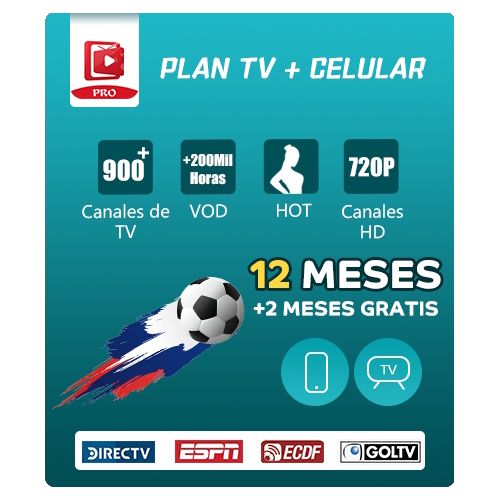 PRO
PLAN TV + CELULAR
900+
+200Mil
Horas
720P
Canales de
TV
VOD
HOT
Canales
HD
12 MESES
+2 MESES GRATIS
TV
DIRECTV
ESPN
ECDF
GOLTV